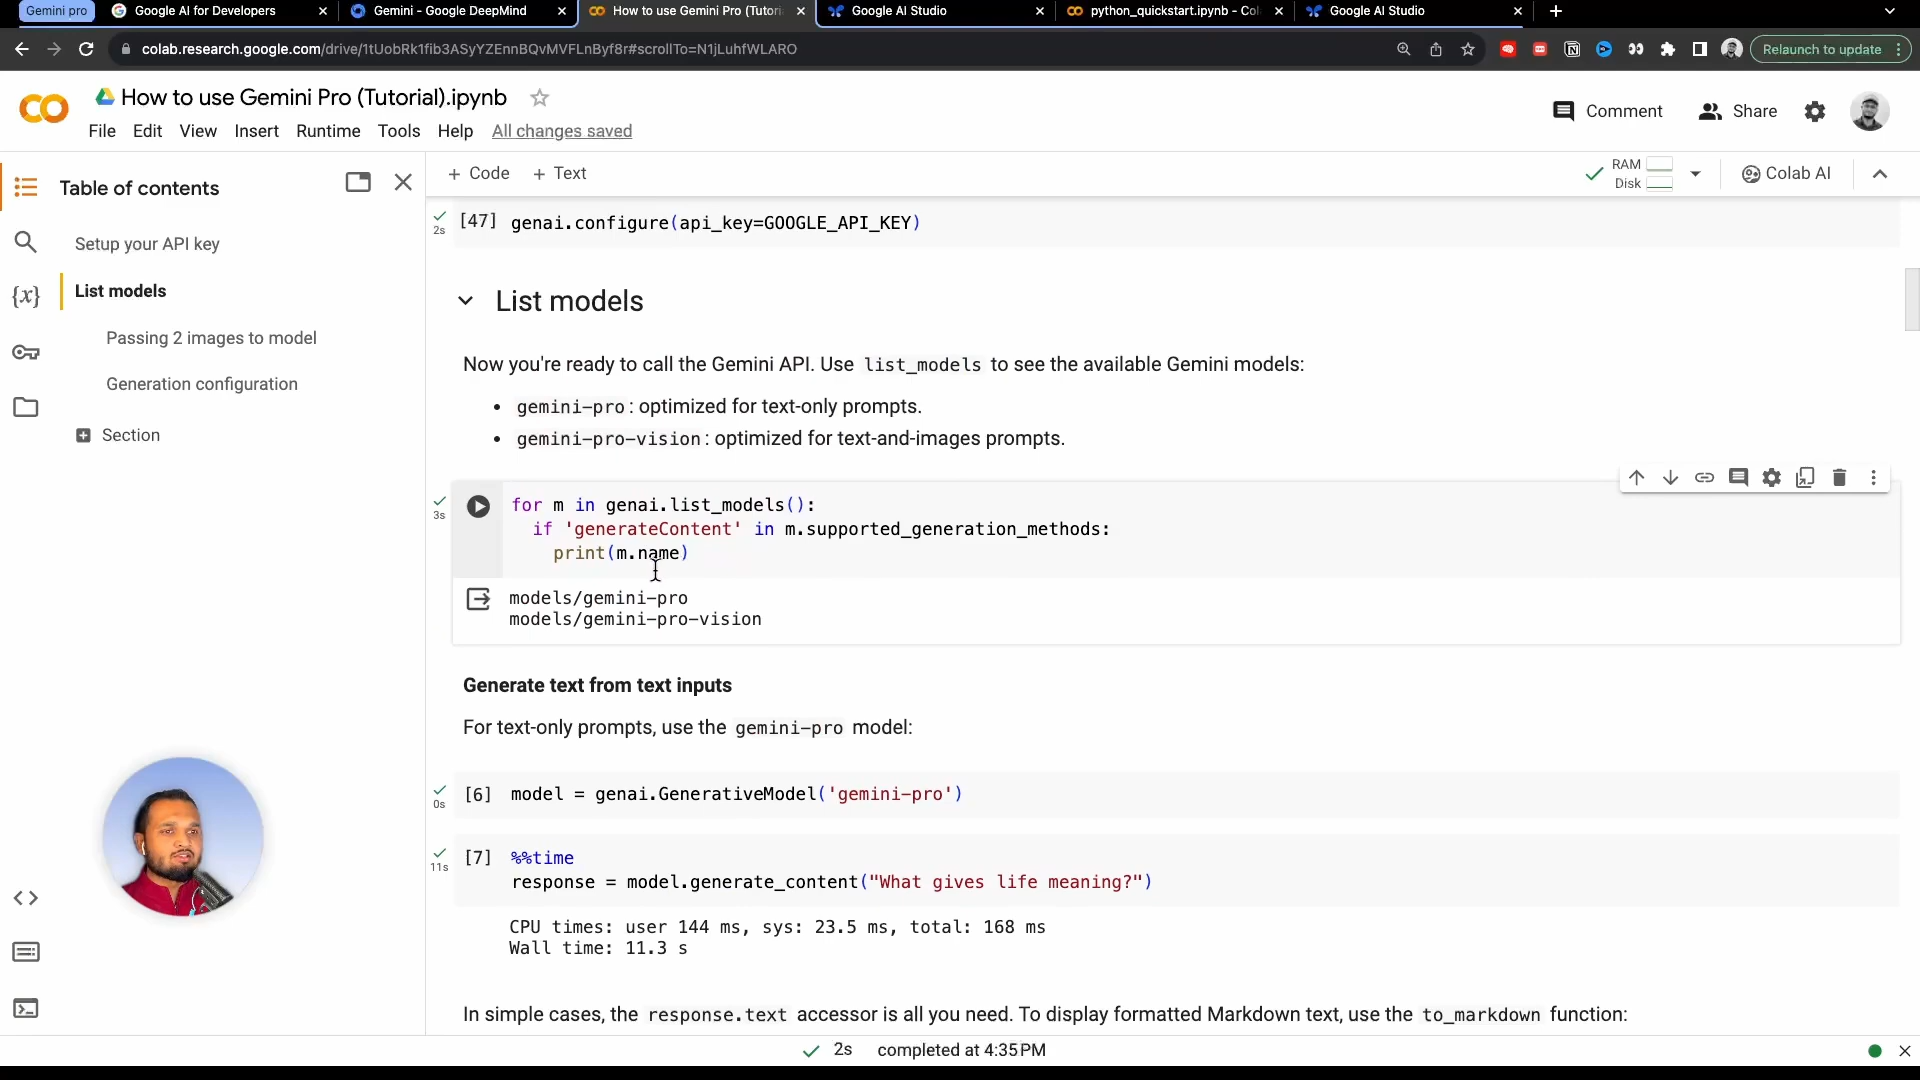 Gemini pro
Google AI for Developers
Gemini - Google DeepMind
How to use Gemini Pro (Tutori
Google AI Studio
python_quickstart.ipynb - Col
Google AI Studio
colab.research.google.com/drive/1tUobRk1fib3ASyYZEnnBQvMVFLnByf8r#scrollTo=N1jLuhfWLARO
Relaunch to update
How to use Gemini Pro (Tutorial).ipynb
File Edit View Insert Runtime Tools Help All changes saved
Comment
Share
Table of contents
Setup your API key
List models
Passing 2 images to model
Generation configuration
Section
+ Code + Text
RAM
Disk
Colab AI
2s
[47] genai.configure(api_key=GOOGLE_API_KEY)
List models
Now you're ready to call the Gemini API. Use list_models to see the available Gemini models:
• gemini-pro: optimized for text-only prompts.
• gemini-pro-vision: optimized for text-and-images prompts.
3s
for m in genai.list_models():
if 'generateContent' in m.supported_generation_methods:
print(m.name)
models/gemini-pro
models/gemini-pro-vision
Generate text from text inputs
For text-only prompts, use the gemini-pro model:
0s
[6] model = genai.GenerativeModel('gemini-pro')
11s
[7] %%time
response = model.generate_content("What gives life meaning?")
CPU times: user 144 ms, sys: 23.5 ms, total: 168 ms
Wall time: 11.3 s
In simple cases, the response.text accessor is all you need. To display formatted Markdown text, use the to_markdown function:
2s completed at 4:35 PM